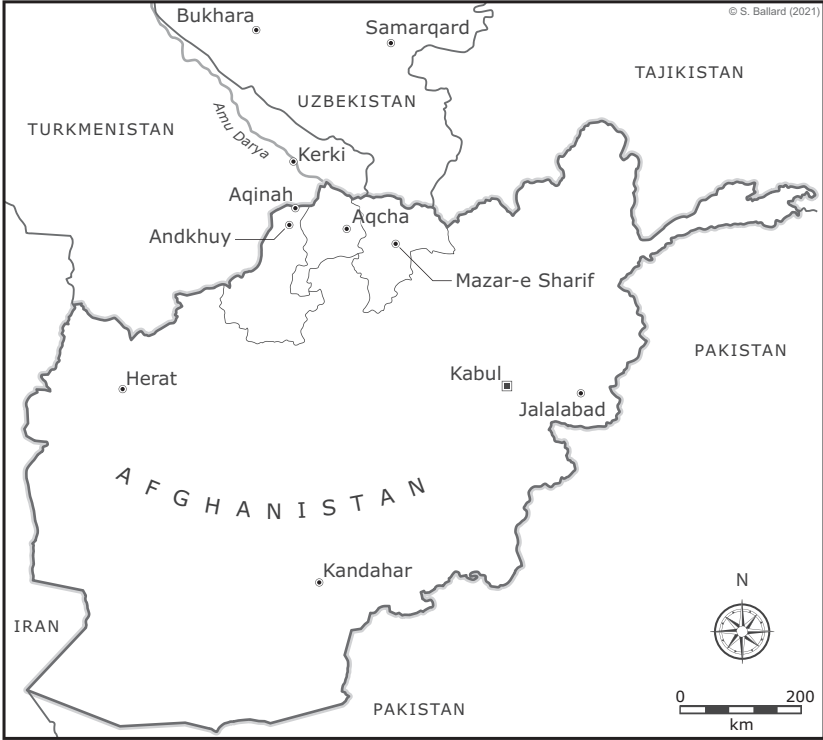 © S. Ballard (2021)
Bukhara
Samarqard
TAJIKISTAN
UZBEKISTAN
TURKMENISTAN
Amu Darya
Kerki
Aqinah
Aqcha
Andkhuy
Mazar-e Sharif
PAKISTAN
Herat
Kabul
Jalalabad
AFGHANISTAN
Kandahar
N
IRAN
0 200
km
PAKISTAN